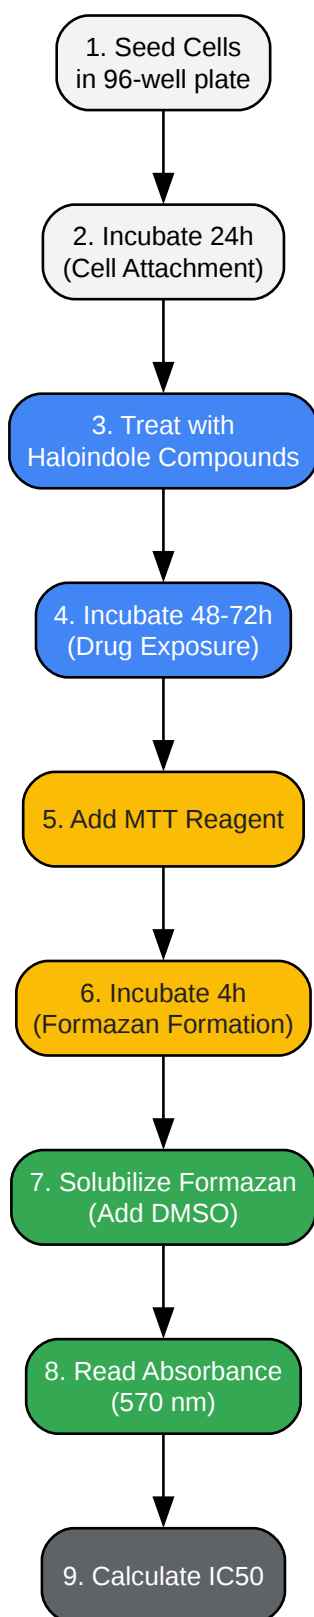 1. Seed Cells
in 96-well plate
2. Incubate 24h
(Cell Attachment)
3. Treat with
Haloindole Compounds
4. Incubate 48-72h
(Drug Exposure)
5. Add MTT Reagent
6. Incubate 4h
(Formazan Formation)
7. Solubilize Formazan
(Add DMSO)
8. Read Absorbance
(570 nm)
9. Calculate IC50